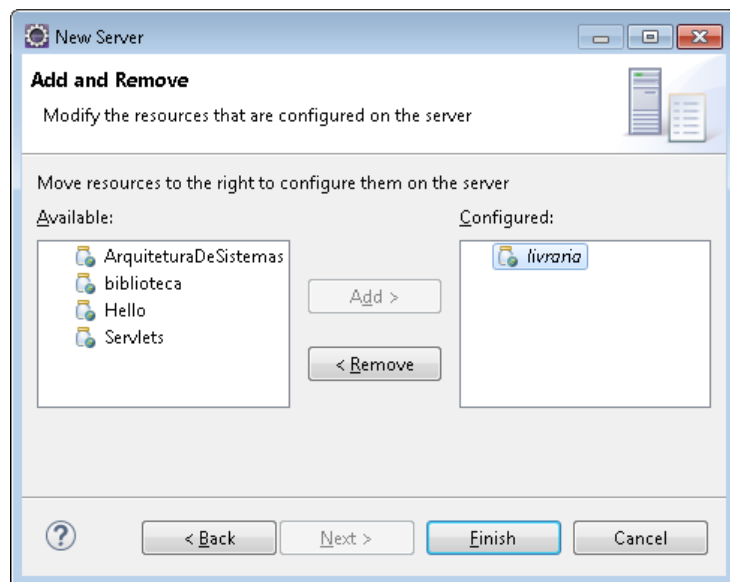 New Server
Add and Remove
Modify the resources that are configured on the server
Move resources to the right to configure them on the server
Available:
Configured:
ArquiteturaDeSistemas
biblioteca
Hello
Servlets
Add >
< Remove
livraria
?
< Back
Next >
Finish
Cancel